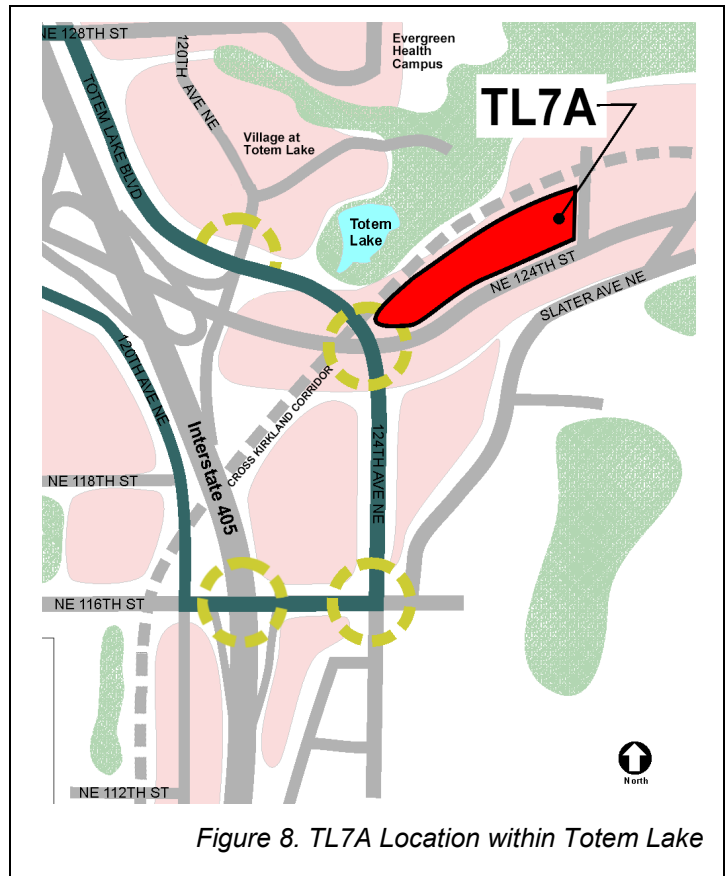 NE 128TH ST
120TH AVE NE
Evergreen
Health
Campus
TL7A
TOTEM LAKE BLVD
Village at
Totem Lake
Totem
Lake
NE 124TH ST
SLATER AVE NE
120TH AVE NE
Interstate 405
CROSS KIRKLAND CORRIDOR
124TH AVE NE
NE 118TH ST
NE 116TH ST
NE 112TH ST
North
Figure 8. TL7A Location within Totem Lake